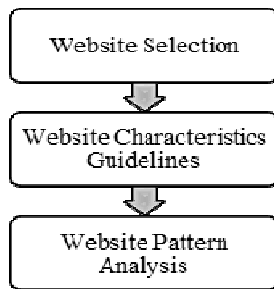 Website Selection
Website Characteristics
Guidelines
Website Pattern
Analysis